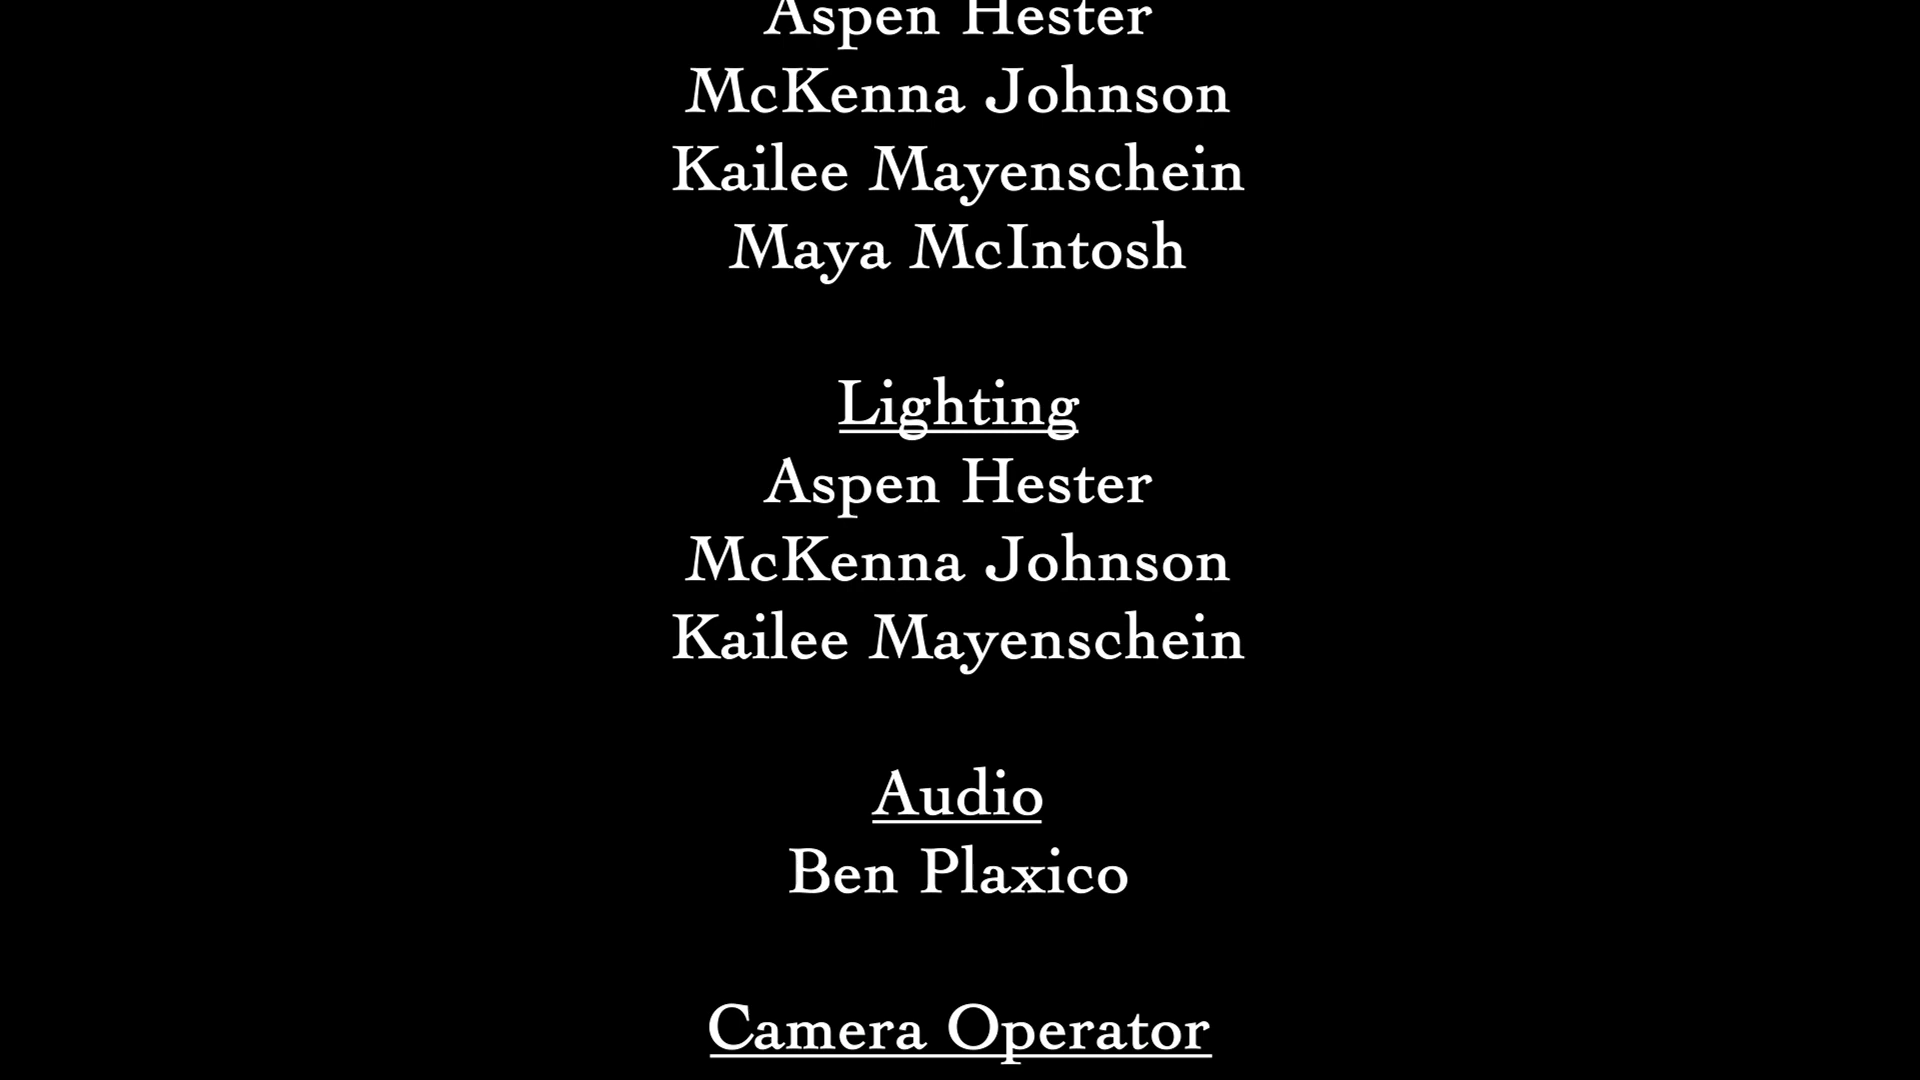 Aspen Hester
McKenna Johnson
Kailee Mayenschein
Maya McIntosh
Lighting
Aspen Hester
McKenna Johnson
Kailee Mayenschein
Audio
Ben Plaxico
Camera Operator